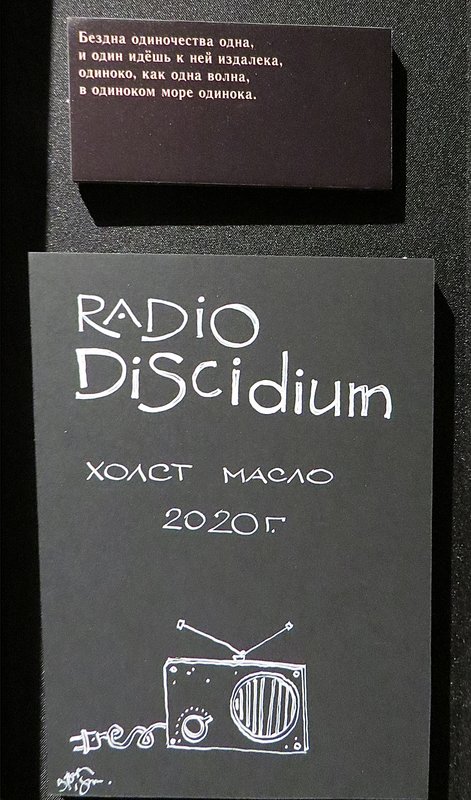 Бездна одиночества одна,
и один идёшь к ней издалека,
одиноко, как одна волна,
в одиноком море одинока.
RADiO
DiSCidium
ХОЛСТ МАСЛО
2020 г.